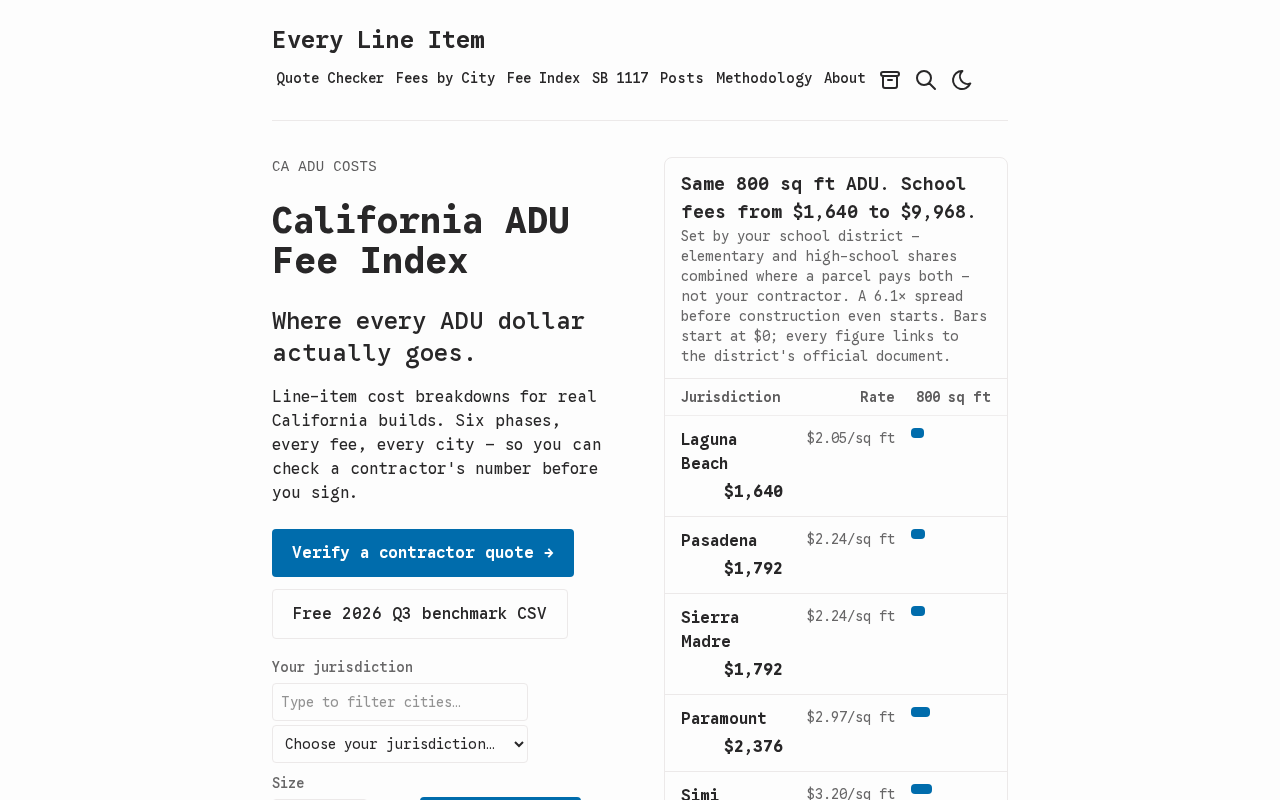 Every Line Item
Quote Checker Fees by City Fee Index SB 1117 Posts Methodology About
CA ADU COSTS
California ADU
Fee Index
Where every ADU dollar
actually goes.
Line-item cost breakdowns for real
California builds. Six phases,
every fee, every city — so you can
check a contractor's number before
you sign.
Verify a contractor quote →
Free 2026 Q3 benchmark CSV
Your jurisdiction
Type to filter cities…
Choose your jurisdiction…
Size
Same 800 sq ft ADU. School
fees from $1,640 to $9,968.
Set by your school district —
elementary and high-school shares
combined where a parcel pays both —
not your contractor. A 6.1× spread
before construction even starts. Bars
start at $0; every figure links to
the district's official document.
Jurisdiction Rate 800 sq ft
Laguna $2.05/sq ft
Beach
$1,640
Pasadena $2.24/sq ft
$1,792
Sierra $2.24/sq ft
Madre
$1,792
Paramount $2.97/sq ft
$2,376
Simi $3.20/sq ft